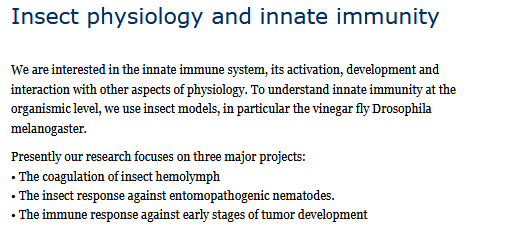 Insect physiology and innate immunity
We are interested in the innate immune system, its activation, development and
interaction with other aspects of physiology. To understand innate immunity at the
organismic level, we use insect models, in particular the vinegar fly Drosophila
melanogaster.
Presently our research focuses on three major projects:
• The coagulation of insect hemolymph
• The insect response against entomopathogenic nematodes.
• The immune response against early stages of tumor development